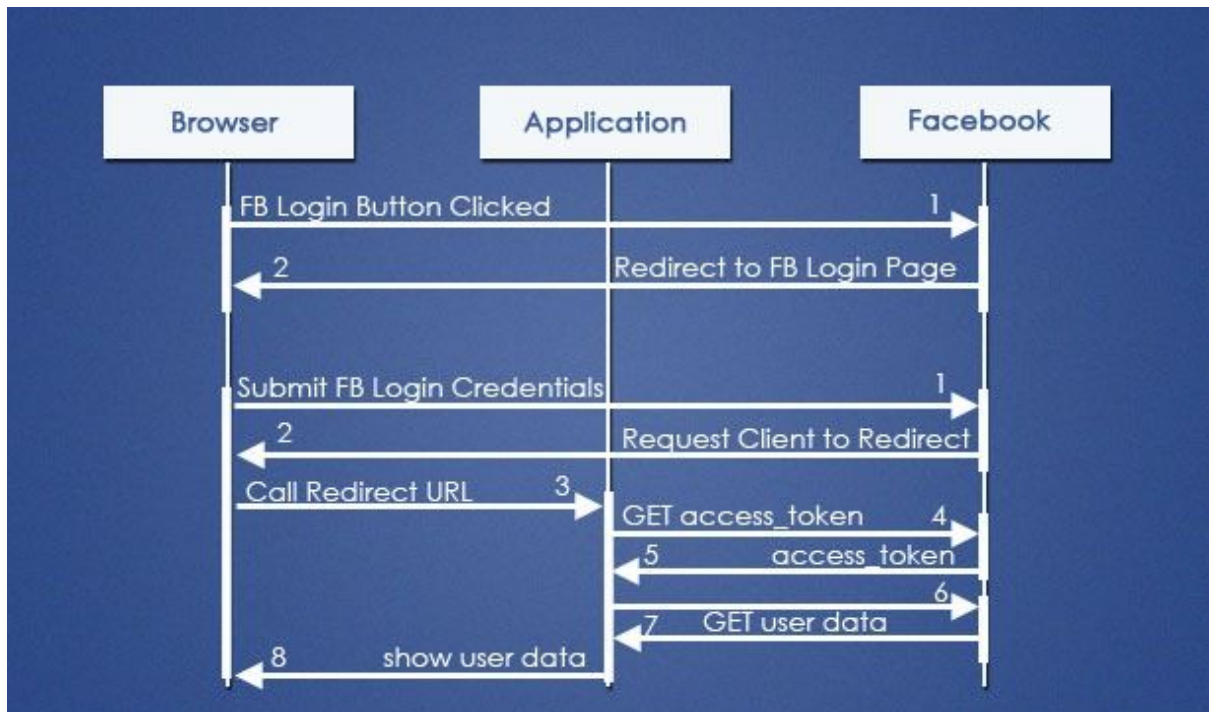 Browser
Application
Facebook
FB Login Button Clicked 1
2 Redirect to FB Login Page
Submit FB Login Credentials 1
2 Request Client to Redirect
Call Redirect URL 3
GET access_token 4
5 access_token
6
7 GET user data
8 show user data